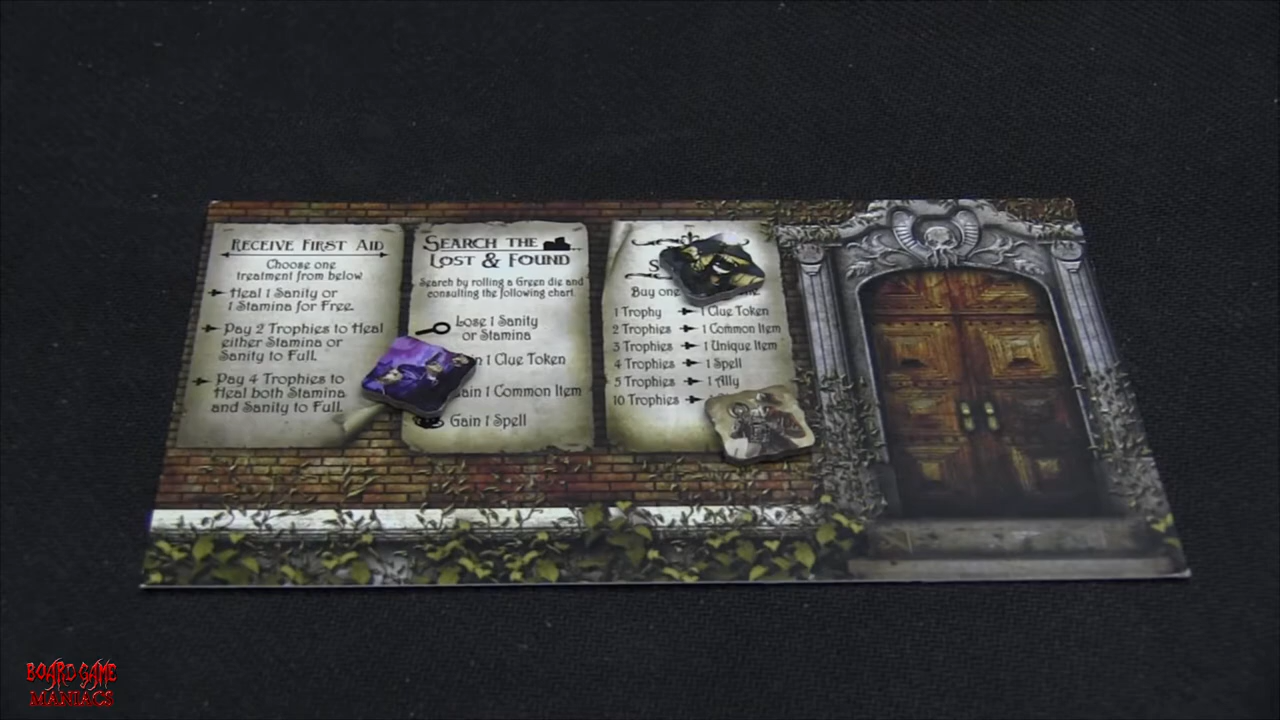 RECEIVE FIRST AID
Choose one
treatment from below
Heal 1 Sanity or
1 Stamina for Free.
Pay 2 Trophies to Heal
either Stamina or
Sanity to Full.
Pay 4 Trophies to
Heal both Stamina
and Sanity to Full.
SEARCH THE
LOST & FOUND
Search by rolling a Green die and
consulting the following chart.
Lose 1 Sanity
or Stamina
1 Clue Token
Gain 1 Common Item
Gain 1 Spell
Buy one
1 Trophy 1 Clue Token
2 Trophies 1 Common Item
3 Trophies 1 Unique Item
4 Trophies 1 Spell
5 Trophies 1 Ally
10 Trophies
BOARD GAME
MANIACS